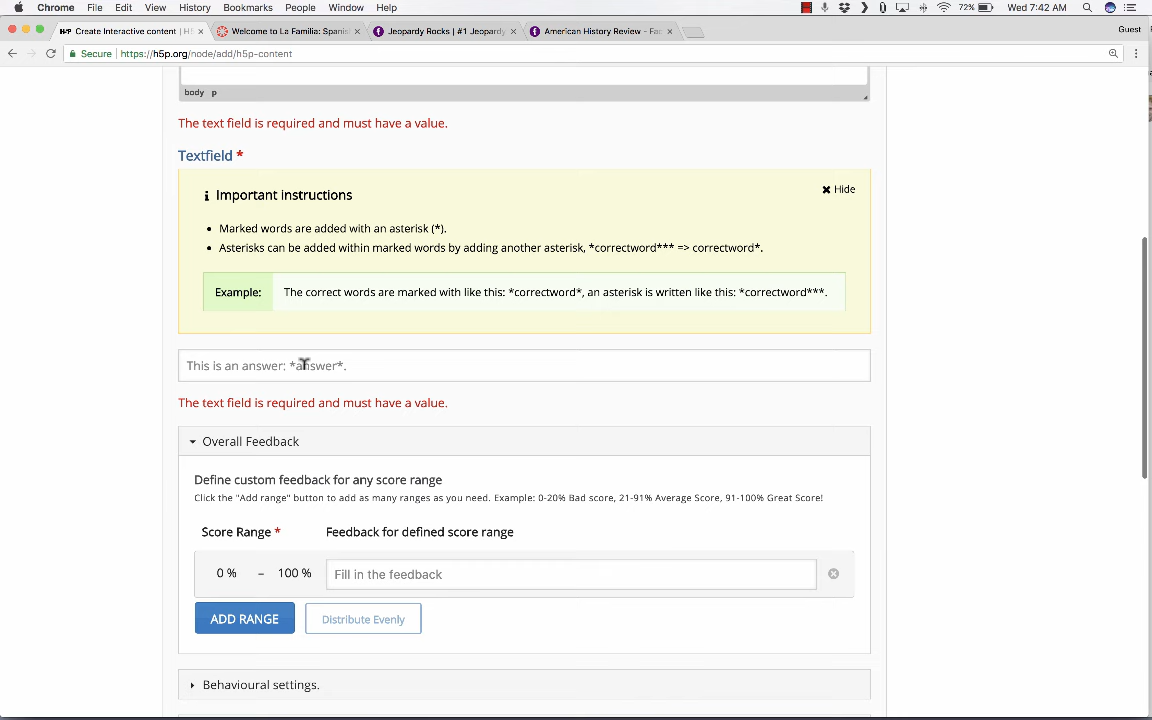 Chrome File Edit View History Bookmarks People Window Help 72% Wed 7:42 AM
H5P Create Interactive content | H5 × Welcome to La Familia: Spanis × Jeopardy Rocks | #1 Jeopardy × American History Review - Fan × Guest
Secure https://h5p.org/node/add/h5p-content
body p
The text field is required and must have a value.
Textfield *
i Important instructions
Hide
• Marked words are added with an asterisk (*).
• Asterisks can be added within marked words by adding another asterisk, *correctword*** => correctword*.
Example: The correct words are marked with like this: *correctword*, an asterisk is written like this: *correctword***.
This is an answer: *answer*.
The text field is required and must have a value.
Overall Feedback
Define custom feedback for any score range
Click the "Add range" button to add as many ranges as you need. Example: 0-20% Bad score, 21-91% Average Score, 91-100% Great Score!
Score Range * Feedback for defined score range
0 % – 100 % Fill in the feedback
ADD RANGE Distribute Evenly
Behavioural settings.